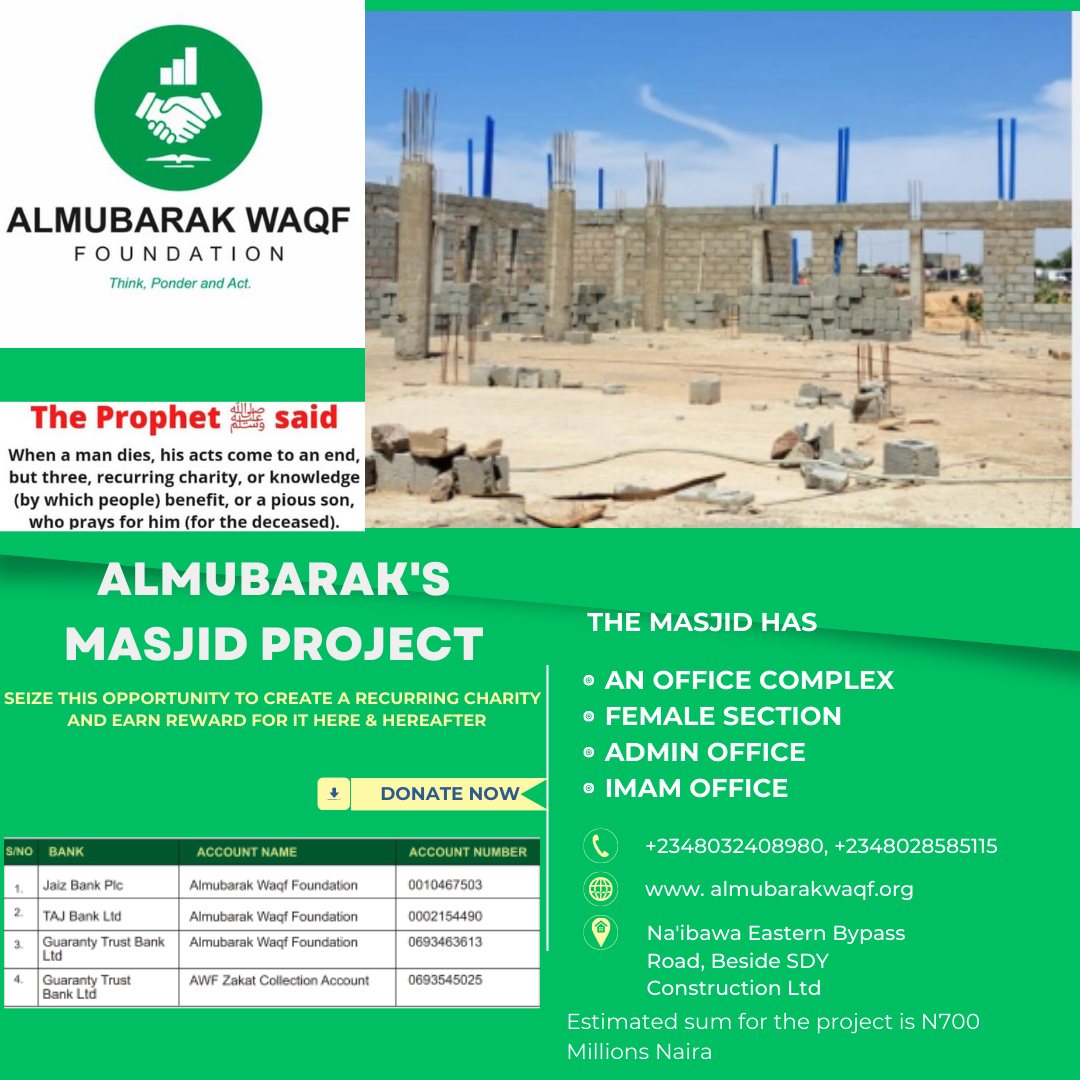 ALMUBARAK WAQF
FOUNDATION
Think, Ponder and Act.
The Prophet ﷺ said
When a man dies, his acts come to an end,
but three, recurring charity, or knowledge
(by which people) benefit, or a pious son,
who prays for him (for the deceased).
ALMUBARAK'S
MASJID PROJECT
SEIZE THIS OPPORTUNITY TO CREATE A RECURRING CHARITY
AND EARN REWARD FOR IT HERE & HEREAFTER
DONATE NOW
S/NO BANK ACCOUNT NAME ACCOUNT NUMBER
1. Jaiz Bank Plc Almubarak Waqf Foundation 0010467503
2. TAJ Bank Ltd Almubarak Waqf Foundation 0002154490
3. Guaranty Trust Bank Almubarak Waqf Foundation 0693463613
Ltd
4. Guaranty Trust AWF Zakat Collection Account 0693545025
Bank Ltd
THE MASJID HAS
AN OFFICE COMPLEX
FEMALE SECTION
ADMIN OFFICE
IMAM OFFICE
+2348032408980, +2348028585115
www. almubarakwaqf.org
Na'ibawa Eastern Bypass
Road, Beside SDY
Construction Ltd
Estimated sum for the project is N700
Millions Naira